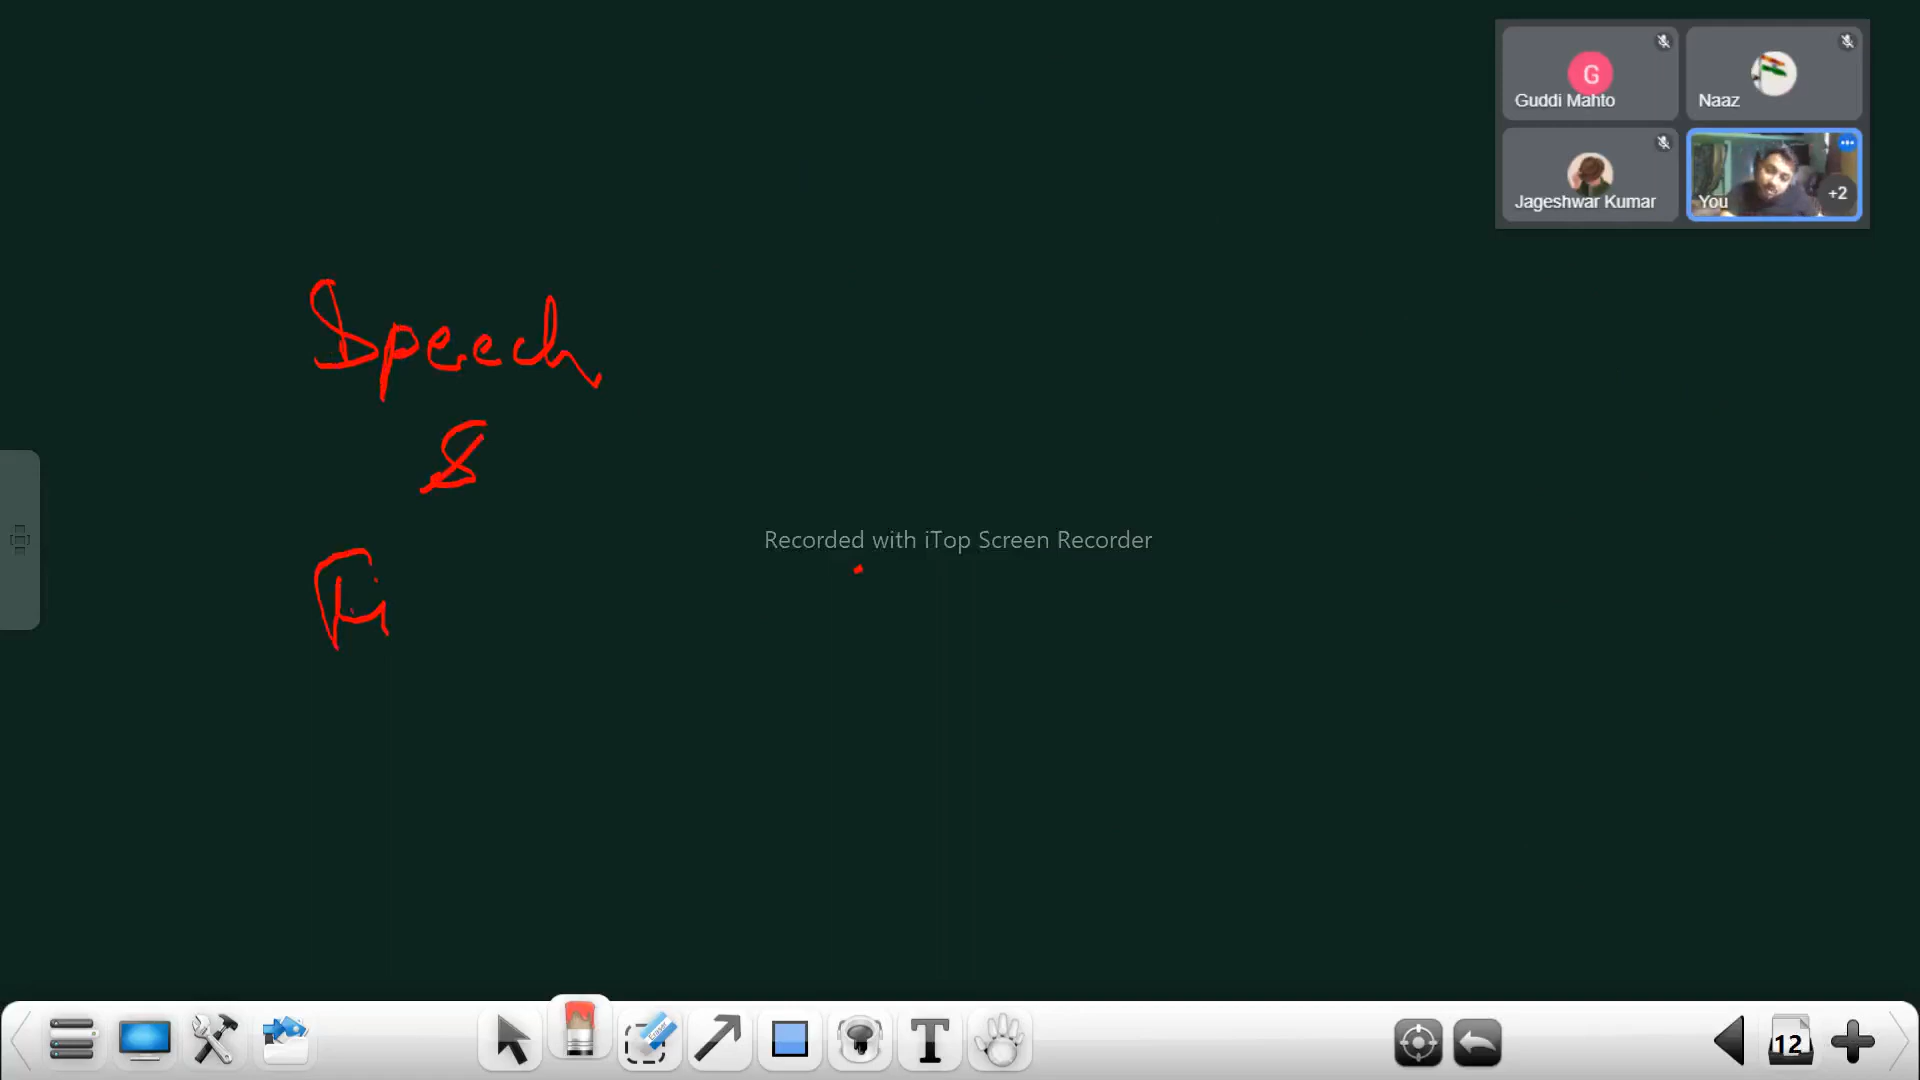 Guddi Mahto
Naaz
Jageshwar Kumar
You
+2
G
Speech
&
Recorded with iTop Screen Recorder
T
12